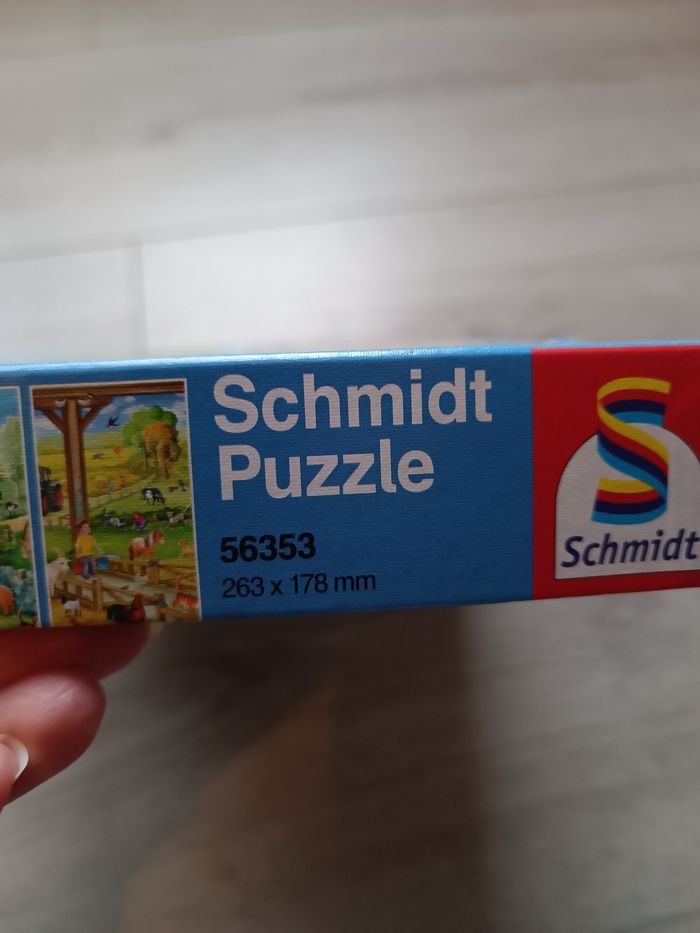 Schmidt
Puzzle
56353
263 x 178 mm
Schmidt